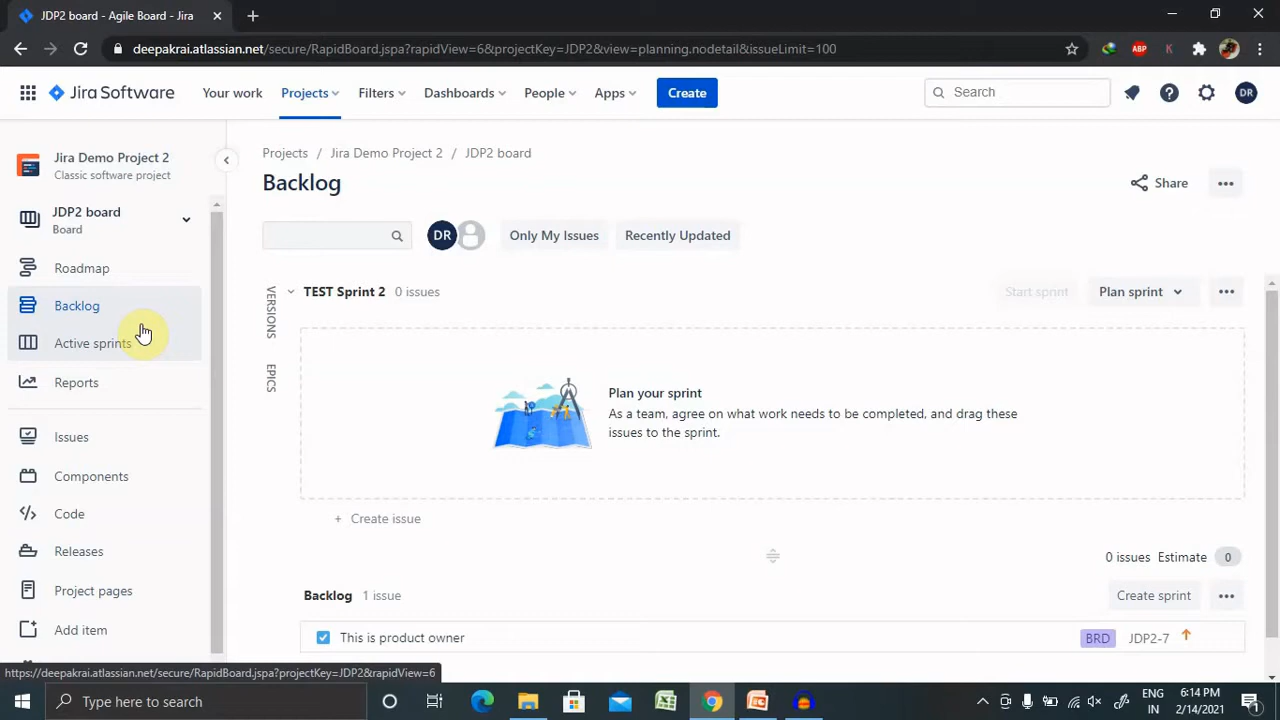 JDP2 board - Agile Board - Jira
deepakrai.atlassian.net/secure/RapidBoard.jspa?rapidView=6&projectKey=JDP2&view=planning.nodetail&issueLimit=100
ABP
K
Jira Software
Your work
Projects
Filters
Dashboards
People
Apps
Create
Search
DR
Jira Demo Project 2
Classic software project
JDP2 board
Board
Roadmap
Backlog
Active sprints
Reports
Issues
Components
Code
Releases
Project pages
Add item
Projects / Jira Demo Project 2 / JDP2 board
Backlog
Share
DR
Only My Issues
Recently Updated
VERSIONS
EPICS
TEST Sprint 2 0 issues
Start sprint
Plan sprint
Plan your sprint
As a team, agree on what work needs to be completed, and drag these
issues to the sprint.
+ Create issue
0 issues Estimate 0
Backlog 1 issue
Create sprint
This is product owner
BRD
JDP2-7
https://deepakrai.atlassian.net/secure/RapidBoard.jspa?projectKey=JDP2&rapidView=6
Type here to search
ENG
IN
6:14 PM
2/14/2021
1